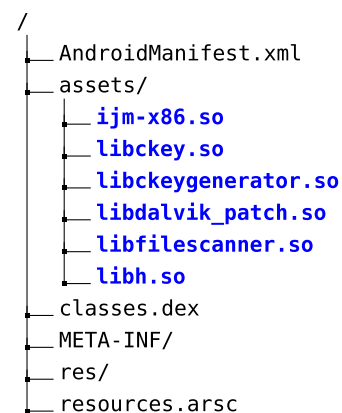 /
AndroidManifest.xml
assets/
ijm-x86.so
libckey.so
libckeygenerator.so
libdalvik_patch.so
libfilescanner.so
libh.so
classes.dex
META-INF/
res/
resources.arsc